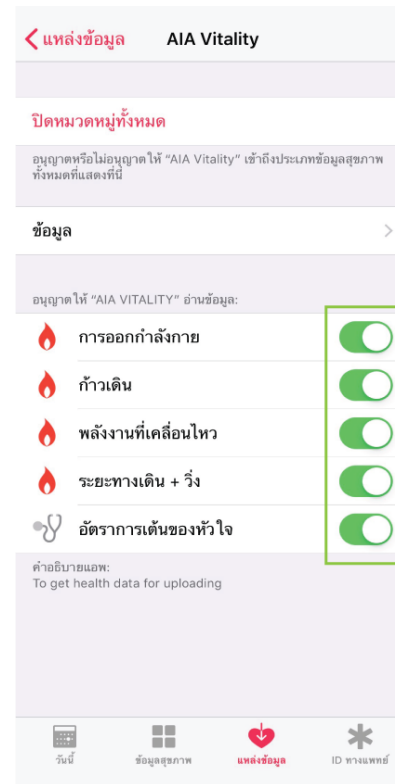 แหล่งข้อมูล AIA Vitality
ปิดหมวดหมู่ทั้งหมด
อนุญาตหรือไม่อนุญาตให้ “AIA Vitality” เข้าถึงประเภทข้อมูลสุขภาพ
ทั้งหมดที่แสดงที่นี่
ข้อมูล
อนุญาตให้ “AIA VITALITY” อ่านข้อมูล:
การออกกำลังกาย
ก้าวเดิน
พลังงานที่เคลื่อนไหว
ระยะทางเดิน + วิ่ง
อัตราการเต้นของหัวใจ
คำอธิบายแอพ:
To get health data for uploading
วันนี้ ข้อมูลสุขภาพ แหล่งข้อมูล ID ทางแพทย์